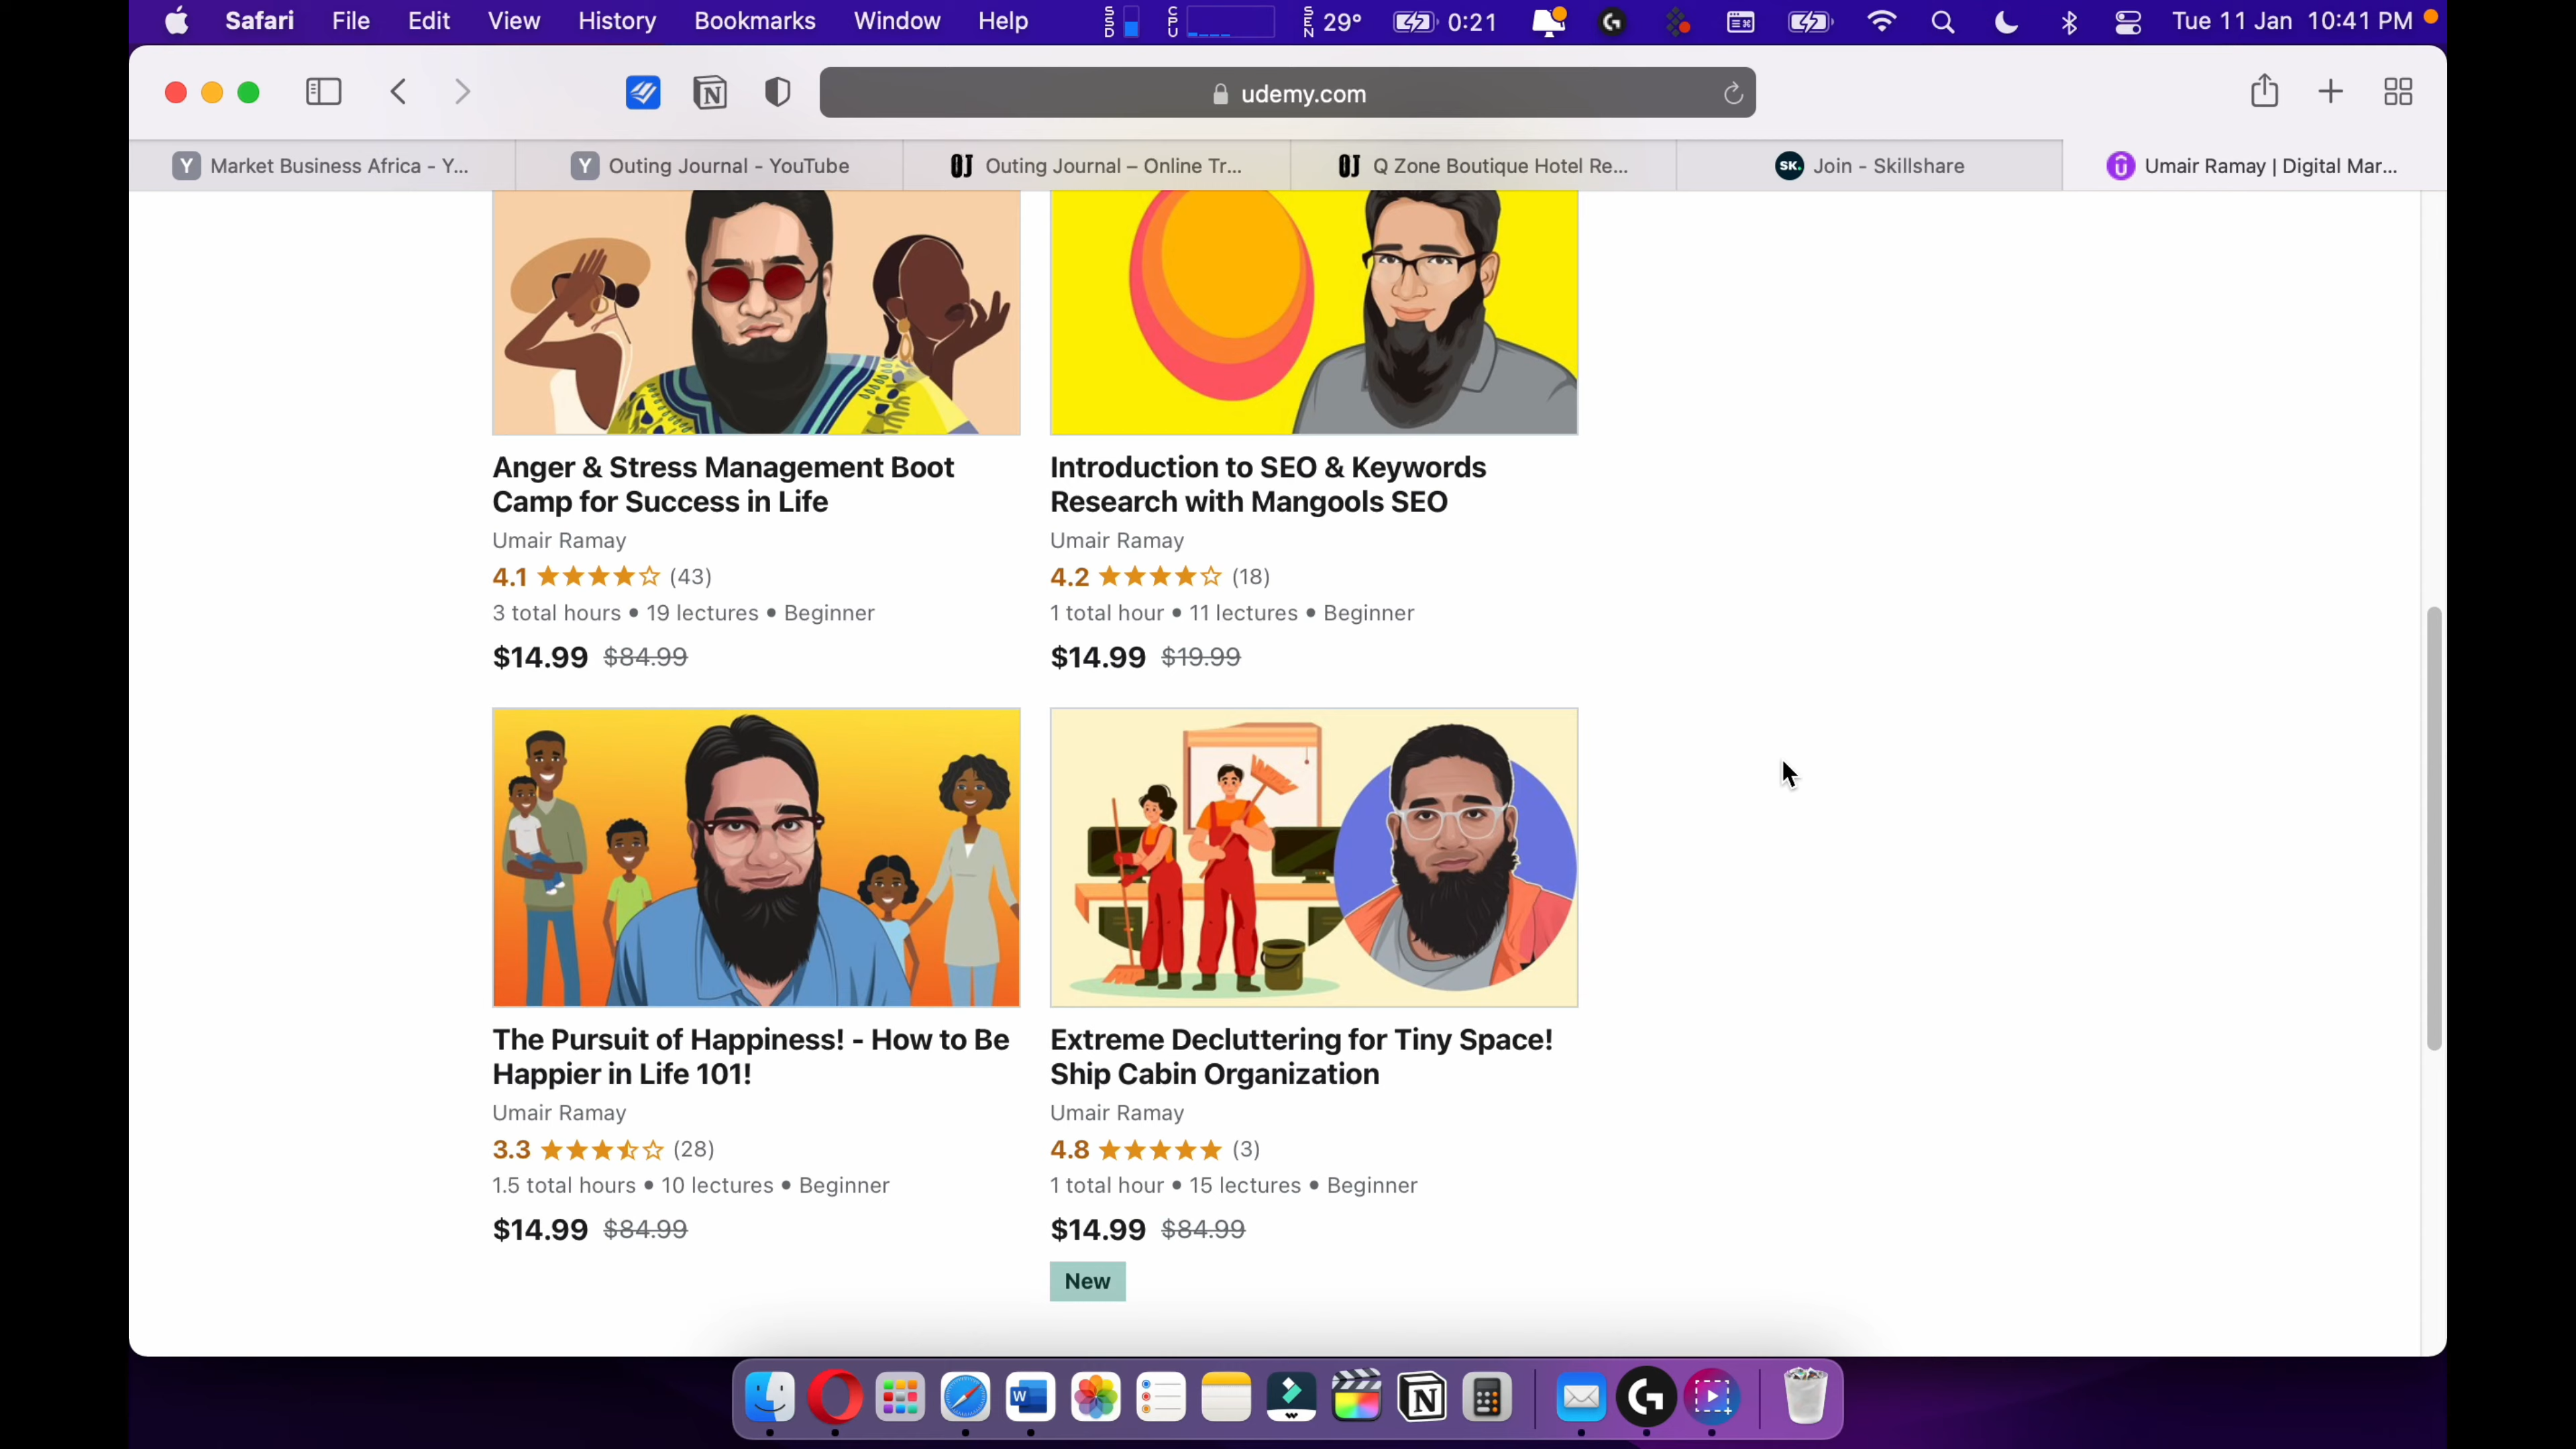 Safari File Edit View History Bookmarks Window Help SSD CPU SEN 29° 0:21 Tue 11 Jan 10:41 PM
udemy.com
Y Market Business Africa - Y... Y Outing Journal - YouTube OJ Outing Journal – Online Tr... OJ Q Zone Boutique Hotel Re... SK. Join - Skillshare Umair Ramay | Digital Mar...
Anger & Stress Management Boot
Camp for Success in Life
Umair Ramay
4.1 (43)
3 total hours • 19 lectures • Beginner
$14.99 $84.99
Introduction to SEO & Keywords
Research with Mangools SEO
Umair Ramay
4.2 (18)
1 total hour • 11 lectures • Beginner
$14.99 $19.99
The Pursuit of Happiness! - How to Be
Happier in Life 101!
Umair Ramay
3.3 (28)
1.5 total hours • 10 lectures • Beginner
$14.99 $84.99
Extreme Decluttering for Tiny Space!
Ship Cabin Organization
Umair Ramay
4.8 (3)
1 total hour • 15 lectures • Beginner
$14.99 $84.99
New